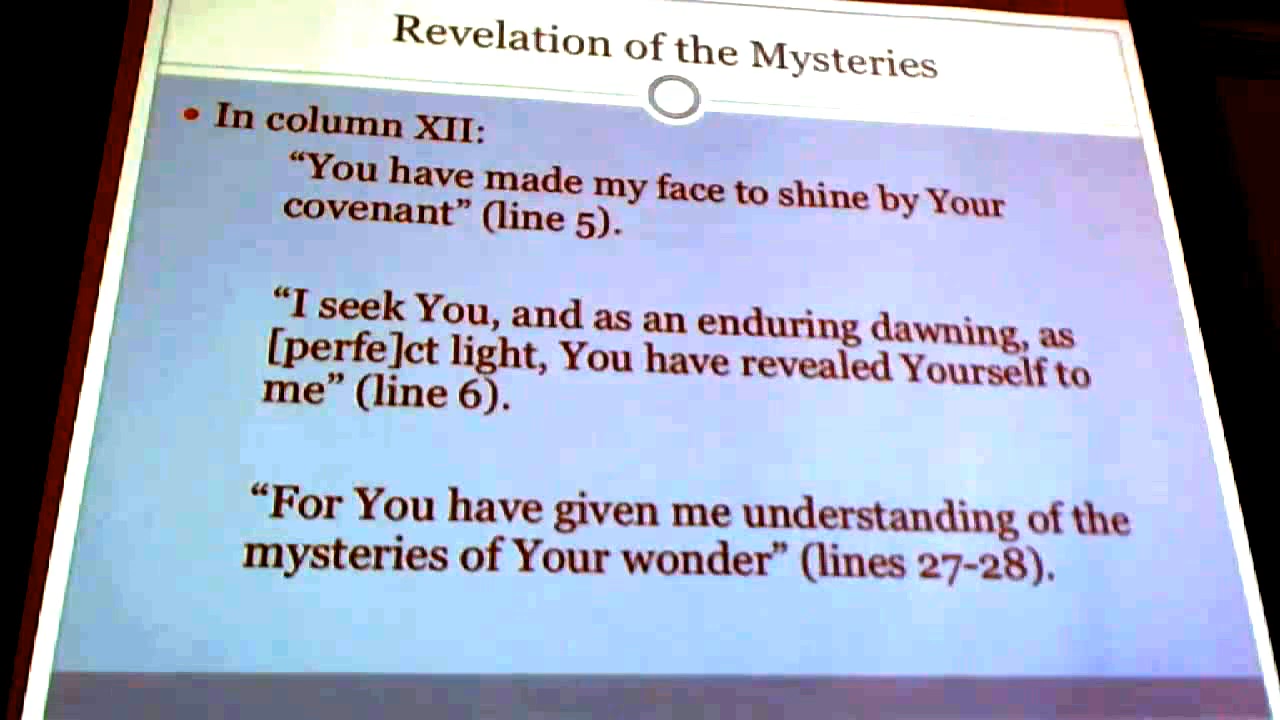 Revelation of the Mysteries
• In column XII:
“You have made my face to shine by Your
covenant” (line 5).
“I seek You, and as an enduring dawning, as
[perfe]ct light, You have revealed Yourself to
me” (line 6).
“For You have given me understanding of the
mysteries of Your wonder” (lines 27-28).